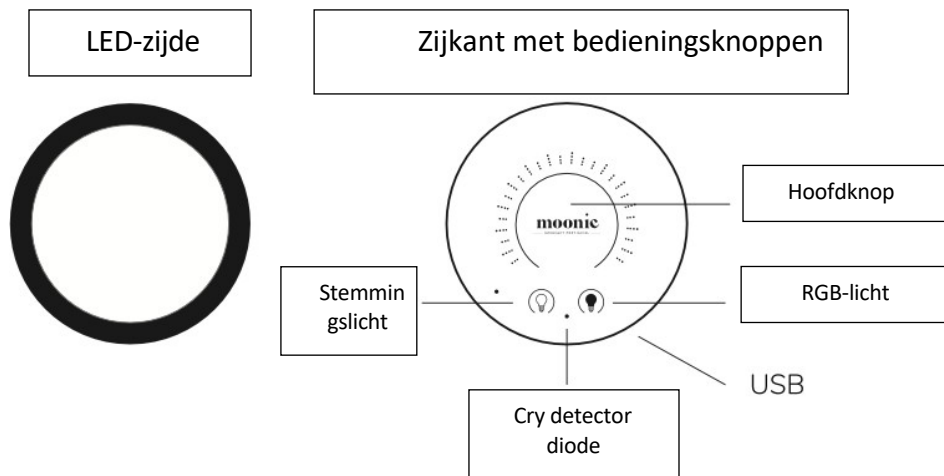 LED-zijde
Zijkant met bedieningsknoppen
moonie
Hoofdknop
Stemmin
gslicht
RGB-licht
USB
Cry detector
diode